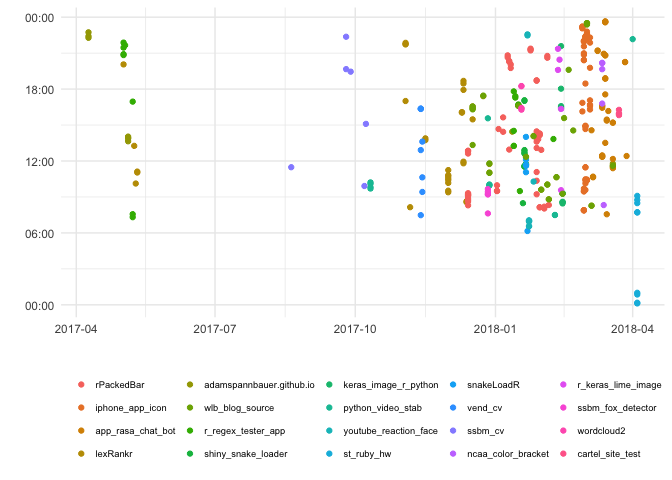 00:00
18:00
12:00
06:00
00:00
2017-04 2017-07 2017-10 2018-01 2018-04
rPackedBar adamspannbauer.github.io keras_image_r_python snakeLoadR r_keras_lime_image
iphone_app_icon wlb_blog_source python_video_stab vend_cv ssbm_fox_detector
app_rasa_chat_bot r_regex_tester_app youtube_reaction_face ssbm_cv wordcloud2
lexRankr shiny_snake_loader st_ruby_hw ncaa_color_bracket cartel_site_test